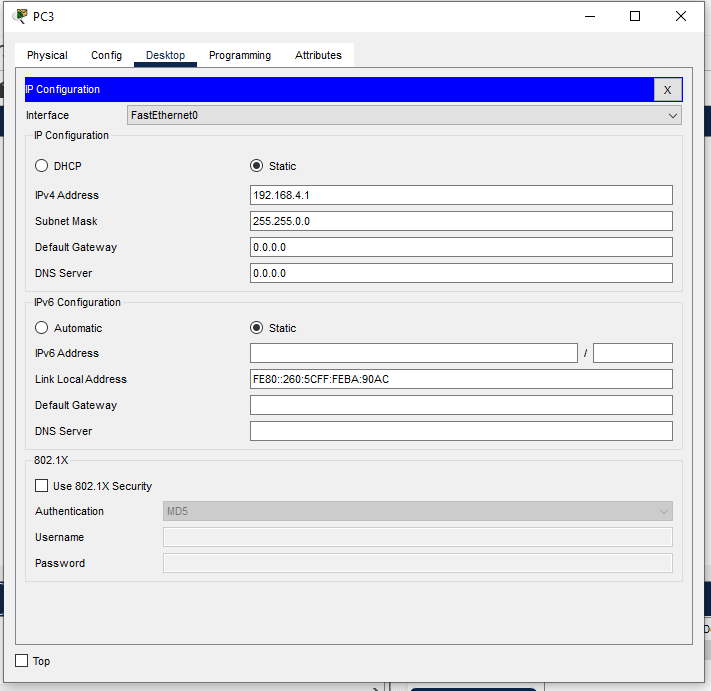 PC3
Physical Config Desktop Programming Attributes
IP Configuration X
Interface FastEthernet0
IP Configuration
DHCP Static
IPv4 Address 192.168.4.1
Subnet Mask 255.255.0.0
Default Gateway 0.0.0.0
DNS Server 0.0.0.0
IPv6 Configuration
Automatic Static
IPv6 Address /
Link Local Address FE80::260:5CFF:FEBA:90AC
Default Gateway
DNS Server
802.1X
Use 802.1X Security
Authentication MD5
Username
Password
Top